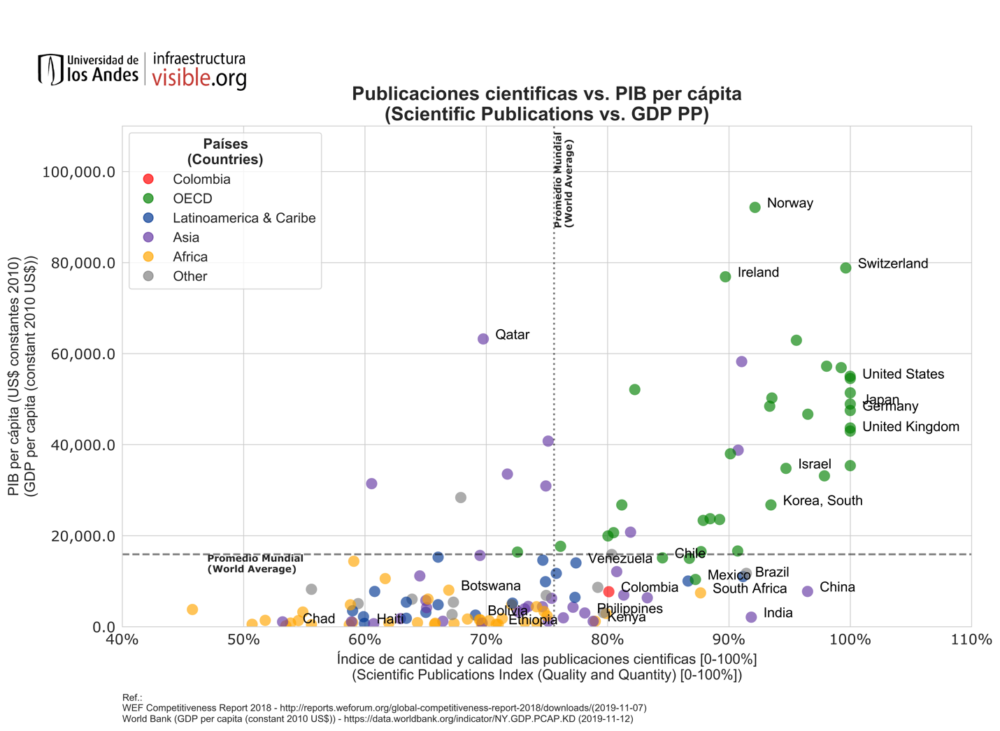 Universidad de
los Andes
infraestructura
visible.org
Publicaciones cientificas vs. PIB per cápita
(Scientific Publications vs. GDP PP)
Países
(Countries)
Colombia
OECD
Latinoamerica & Caribe
Asia
Africa
Other
Promedio Mundial
(World Average)
100,000.0
80,000.0
60,000.0
40,000.0
20,000.0
0.0
PIB per cápita (US$ constantes 2010)
(GDP per capita (constant 2010 US$))
Norway
Switzerland
Ireland
Qatar
United States
Japan
Germany
United Kingdom
Israel
Korea, South
Chile
Promedio Mundial
(World Average)
Venezuela
Mexico
Brazil
Botswana
Colombia
South Africa
China
Bolivia
Philippines
India
Chad
Haiti
Ethiopia
Kenya
40%
50%
60%
70%
80%
90%
100%
110%
Índice de cantidad y calidad  las publicaciones cientificas [0-100%]
(Scientific Publications Index (Quality and Quantity) [0-100%])
Ref.:
WEF Competitiveness Report 2018 - http://reports.weforum.org/global-competitiveness-report-2018/downloads/(2019-11-07)
World Bank (GDP per capita (constant 2010 US$)) - https://data.worldbank.org/indicator/NY.GDP.PCAP.KD (2019-11-12)